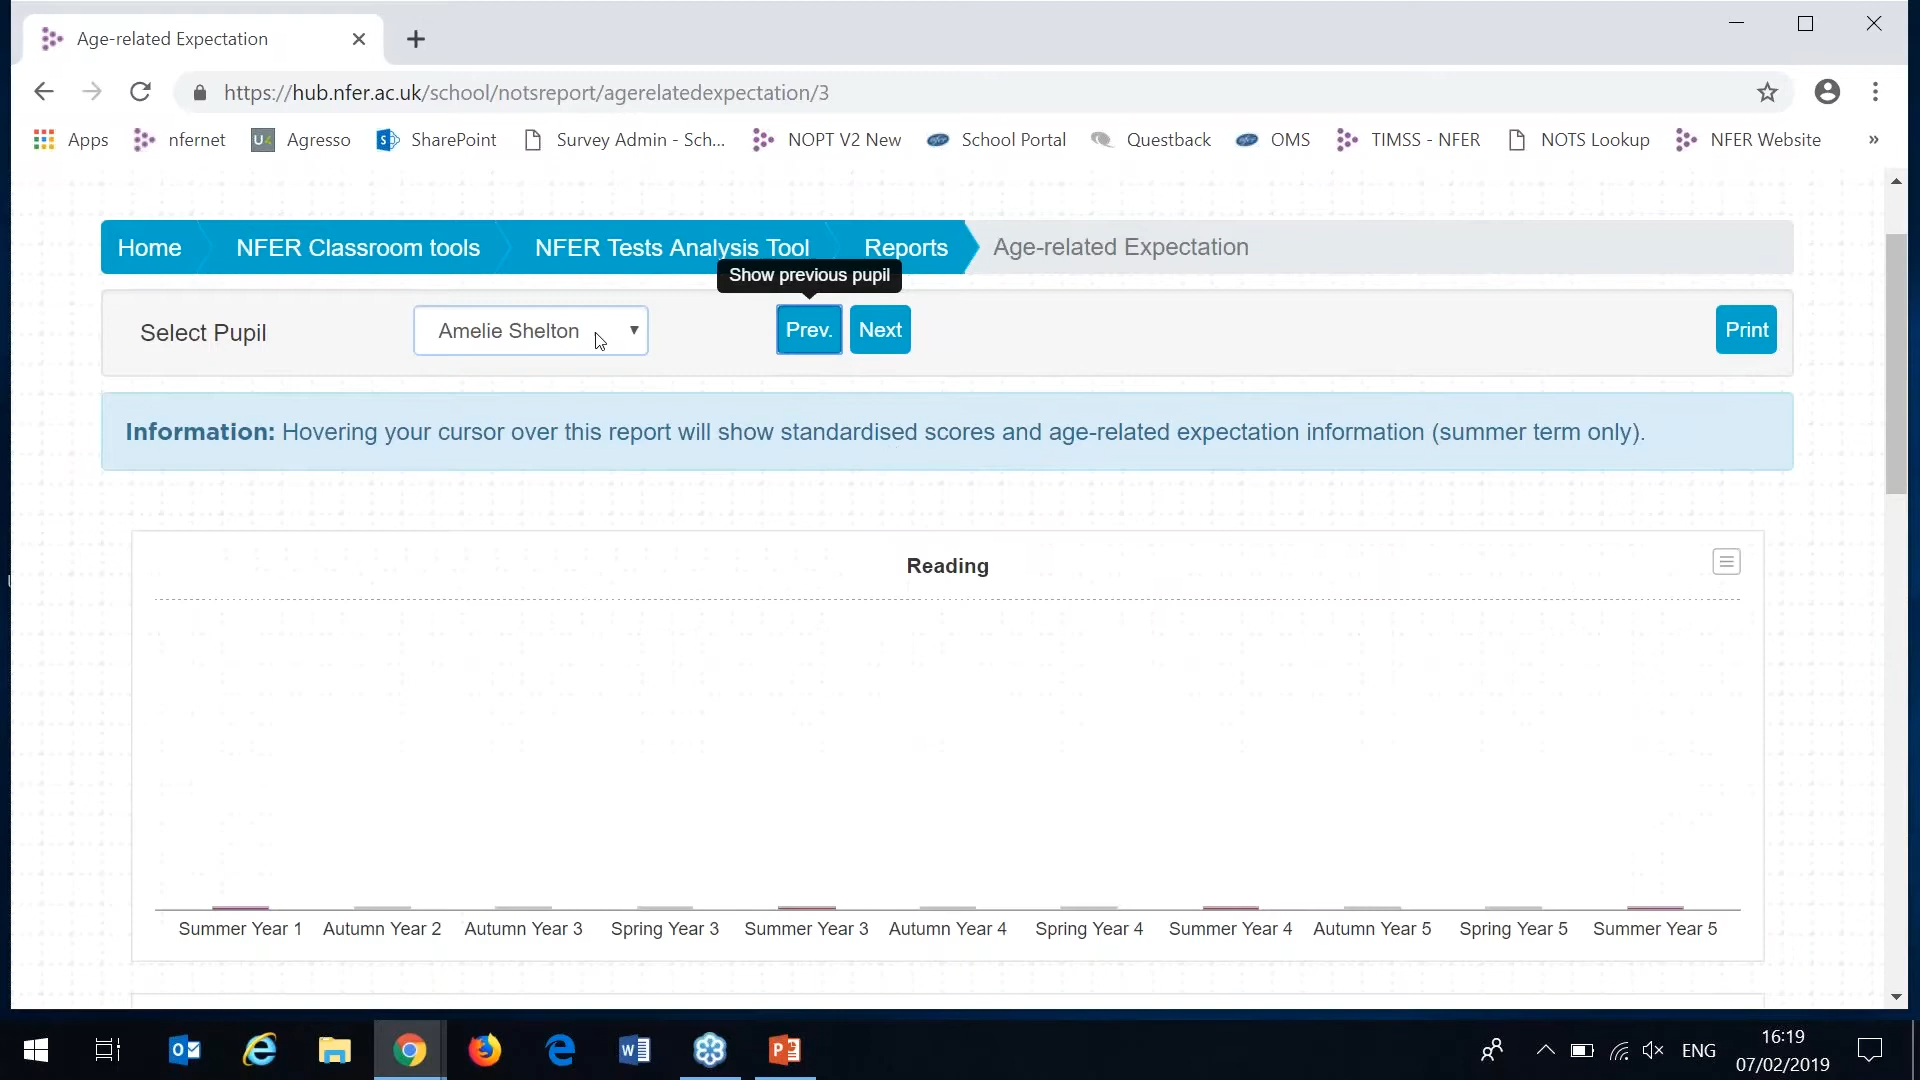 Age-related Expectation
https://hub.nfer.ac.uk/school/notsreport/agerelatedexpectation/3
Apps nfernet Agresso SharePoint Survey Admin - Sch... NOPT V2 New School Portal Questback OMS TIMSS - NFER NOTS Lookup NFER Website »
Home NFER Classroom tools NFER Tests Analysis Tool Reports Age-related Expectation
Show previous pupil
Select Pupil Amelie Shelton Prev. Next Print
Information: Hovering your cursor over this report will show standardised scores and age-related expectation information (summer term only).
Reading
Summer Year 1 Autumn Year 2 Autumn Year 3 Spring Year 3 Summer Year 3 Autumn Year 4 Spring Year 4 Summer Year 4 Autumn Year 5 Spring Year 5 Summer Year 5
ENG 16:19
07/02/2019